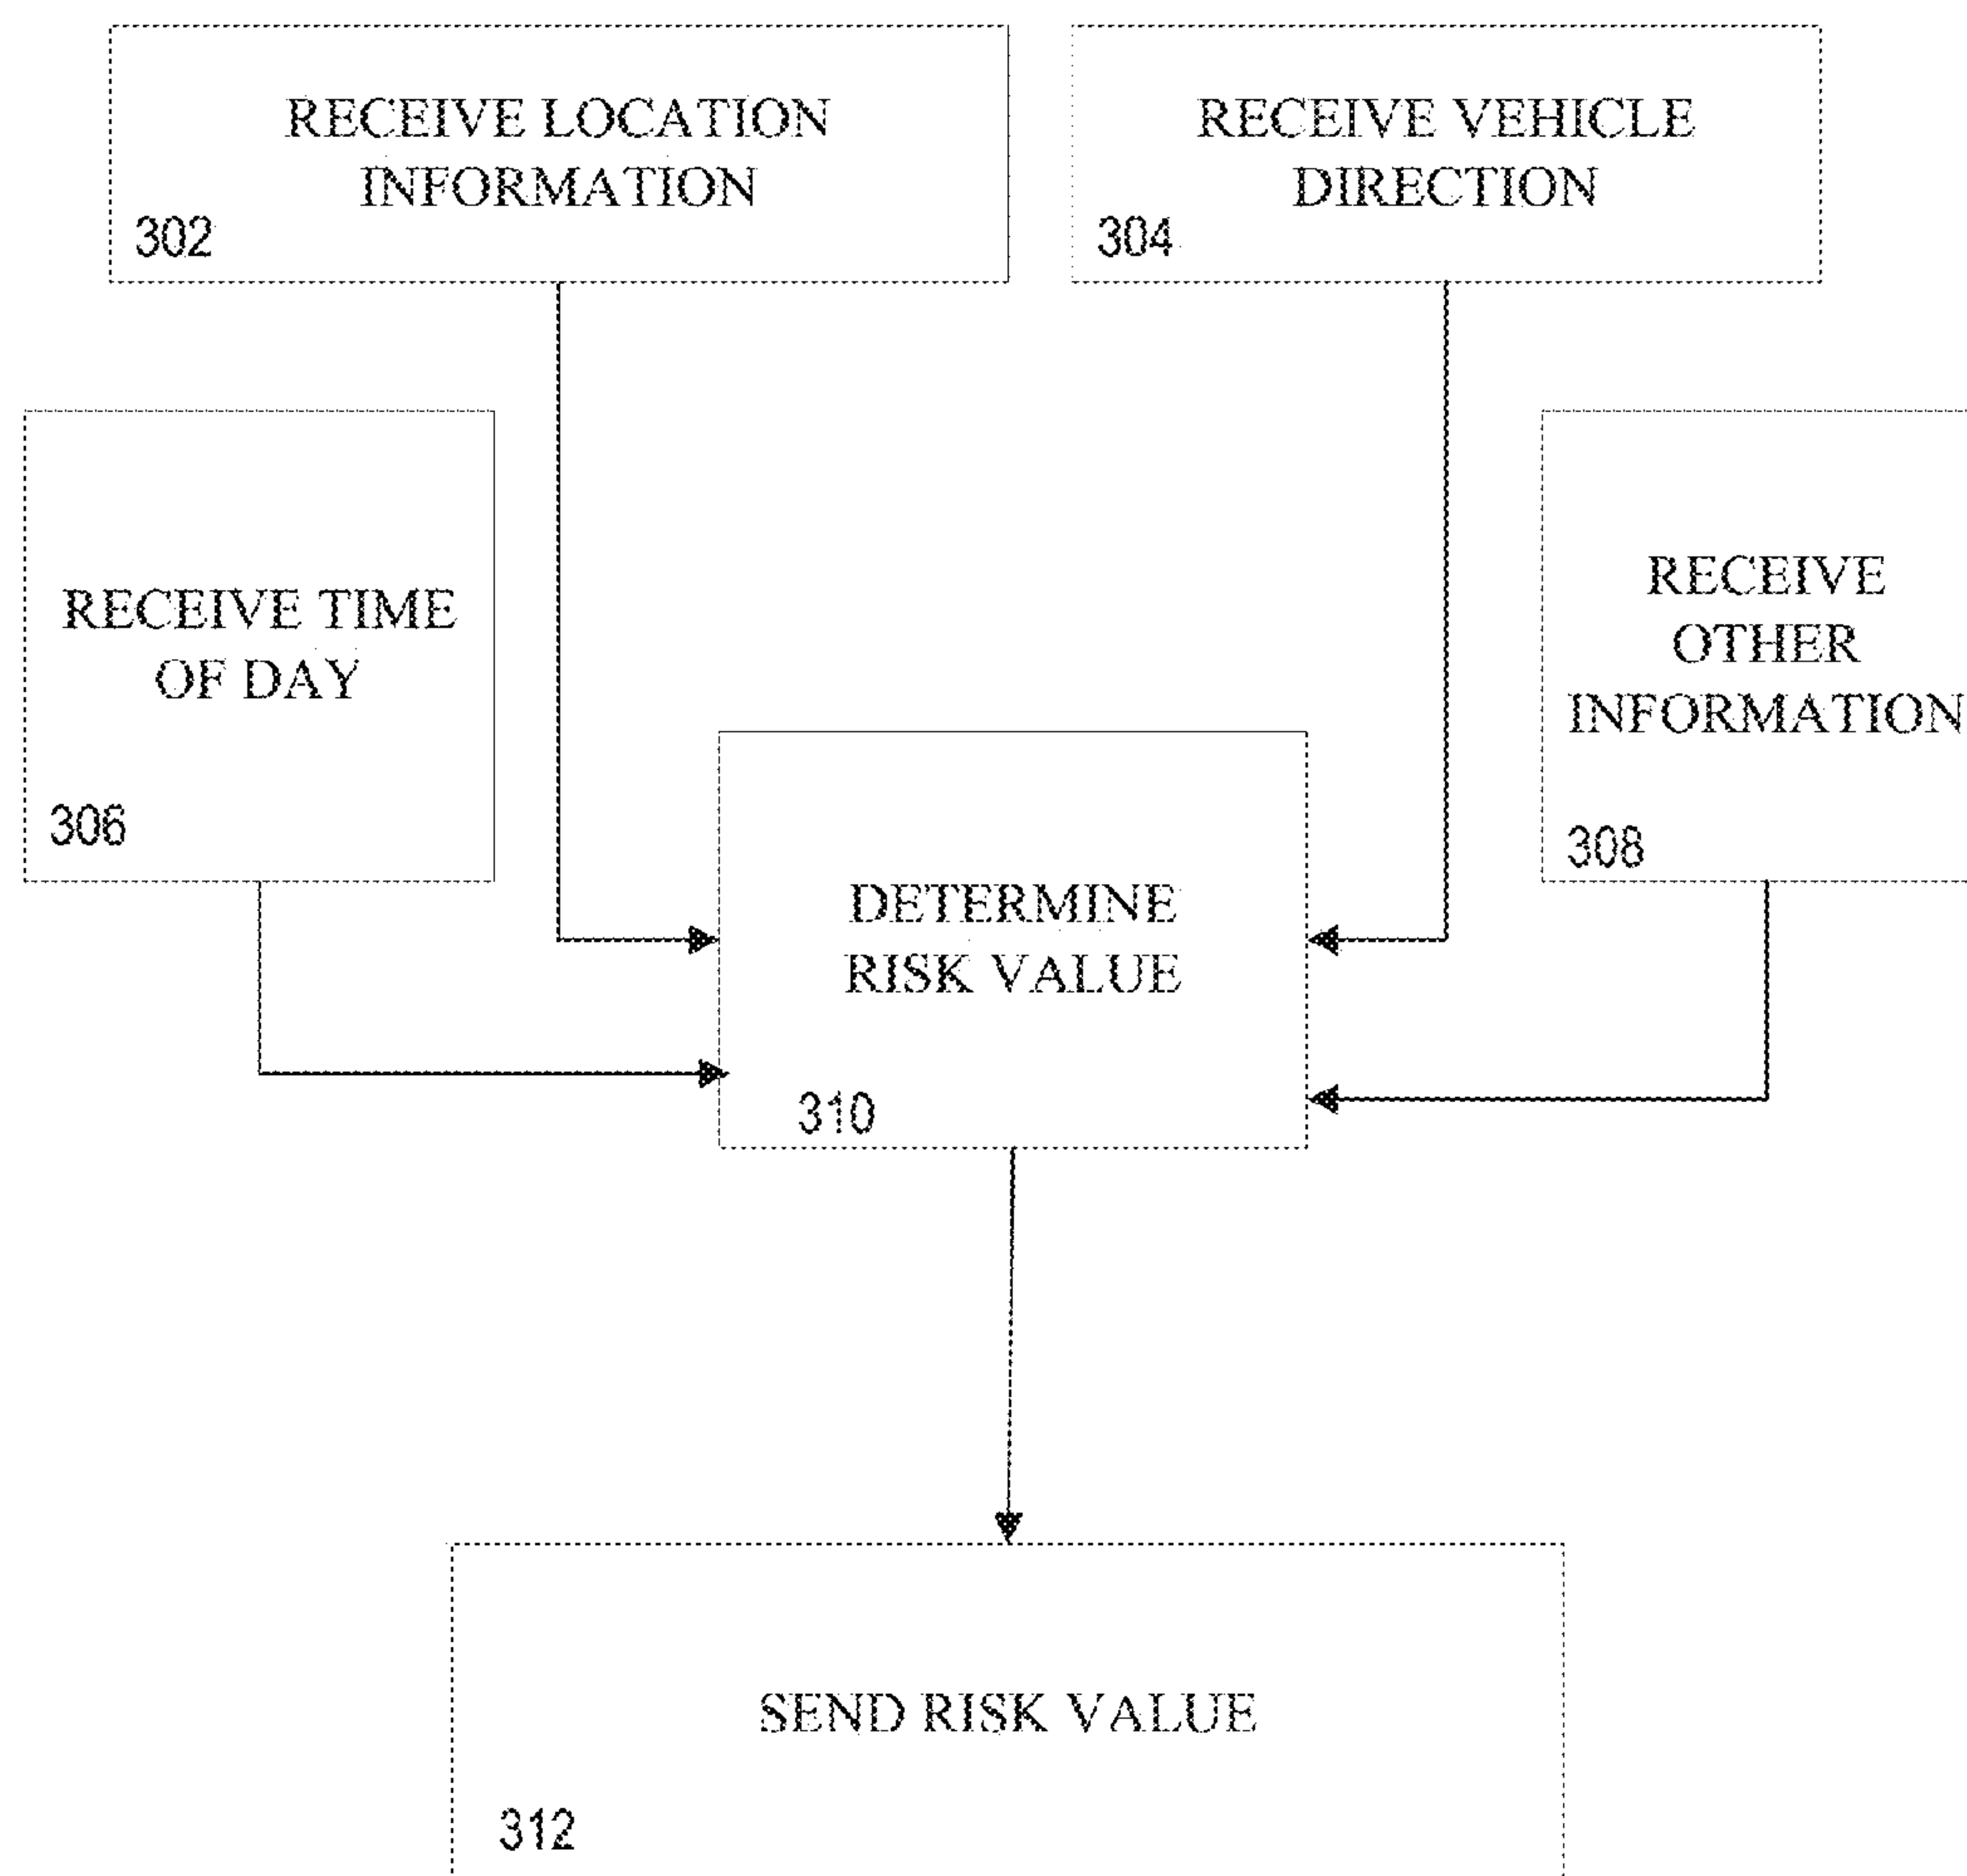 RECEIVE LOCATION
INFORMATION
302
RECEIVE VEHICLE
DIRECTION
304
RECEIVE TIME
OF DAY
306
RECEIVE
OTHER
INFORMATION
308
DETERMINE
RISK VALUE
310
SEND RISK VALUE
312